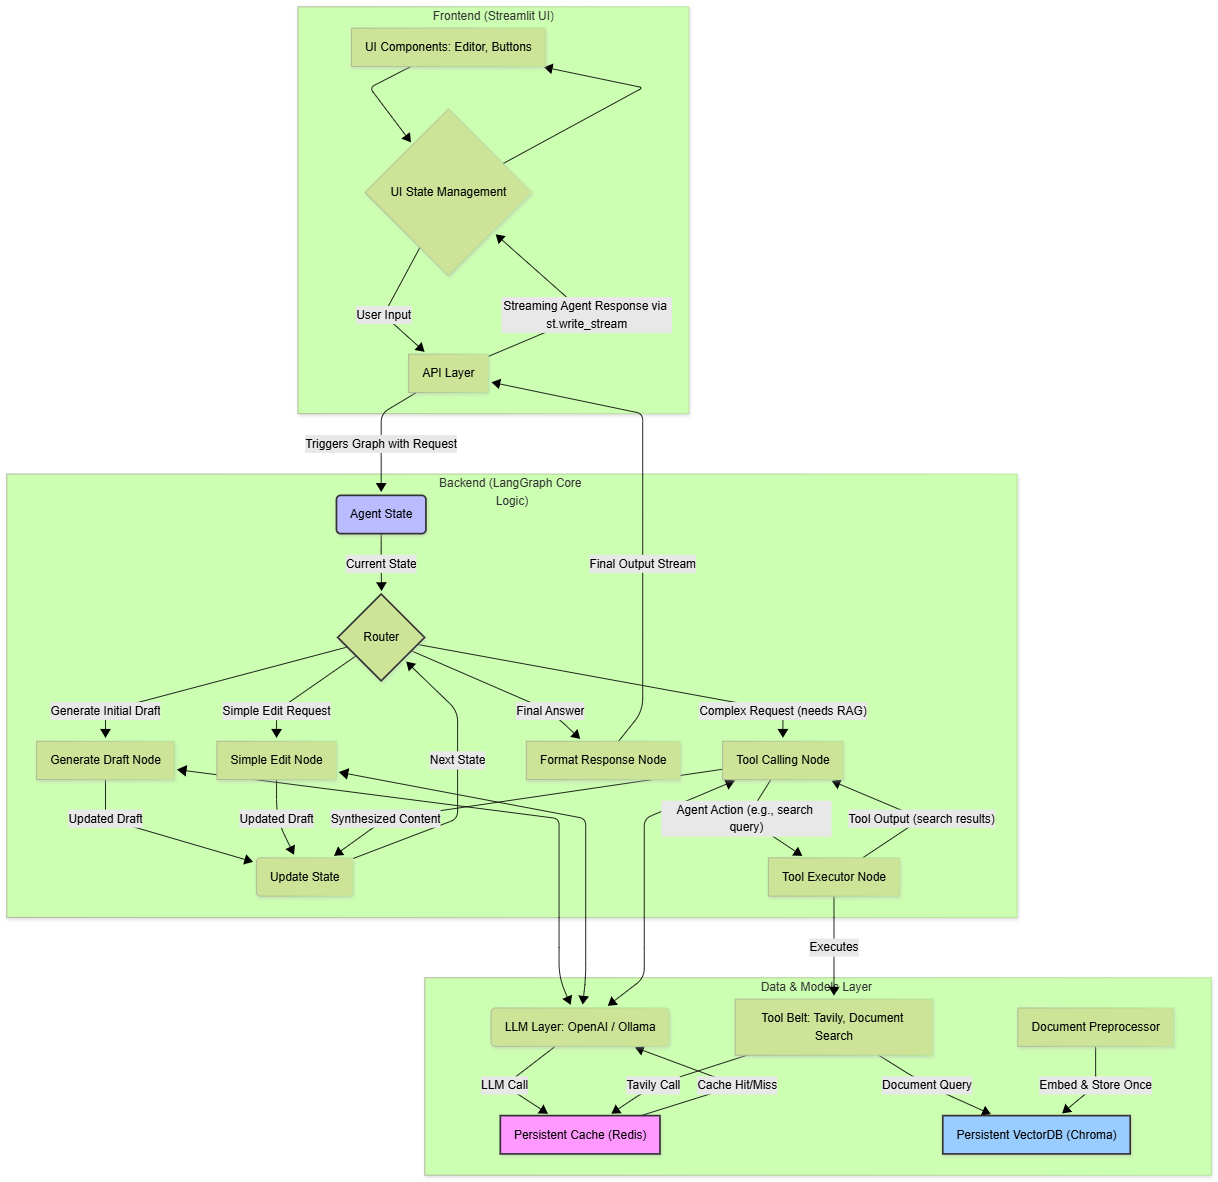 Frontend (Streamlit UI)
UI Components: Editor, Buttons
UI State Management
User Input
Streaming Agent Response via
st.write_stream
API Layer
Triggers Graph with Request
Backend (LangGraph Core
Logic)
Agent State
Current State
Final Output Stream
Router
Generate Initial Draft
Simple Edit Request
Final Answer
Complex Request (needs RAG)
Generate Draft Node
Simple Edit Node
Next State
Format Response Node
Tool Calling Node
Updated Draft
Updated Draft
Synthesized Content
Agent Action (e.g., search
query)
Tool Output (search results)
Update State
Tool Executor Node
Executes
Data & Models Layer
LLM Layer: OpenAI / Ollama
Tool Belt: Tavily, Document
Search
Document Preprocessor
LLM Call
Tavily Call
Cache Hit/Miss
Document Query
Embed & Store Once
Persistent Cache (Redis)
Persistent VectorDB (Chroma)